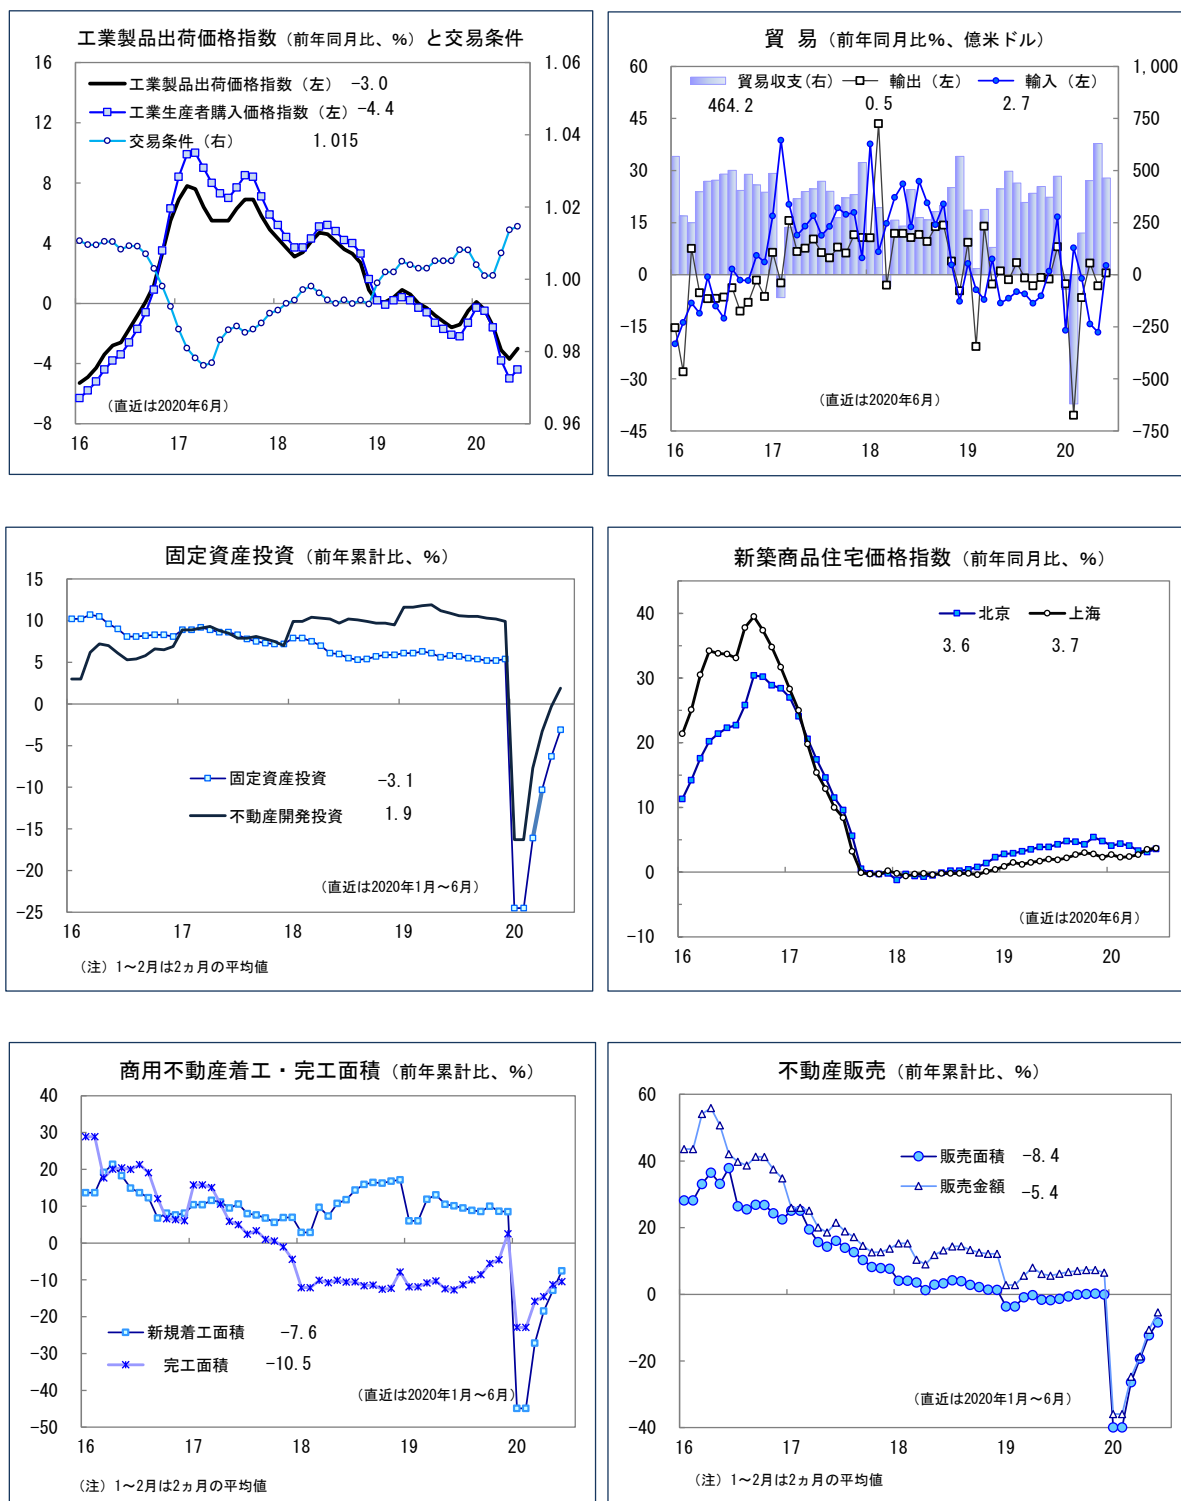 工業製品出荷価格指数（前年同月比、％）と交易条件
16
12
8
4
0
−4
−8
1.06
1.04
1.02
1.00
0.98
0.96
工業製品出荷価格指数（左） −3.0
工業生産者購入価格指数（左） −4.4
交易条件（右） 1.015
（直近は2020年6月）
16 17 18 19 20
貿 易（前年同月比％、億米ドル）
60
45
30
15
0
−15
−30
−45
1,000
750
500
250
0
−250
−500
−750
貿易収支(右) 輸出（左） 輸入（左）
464.2 0.5 2.7
（直近は2020年6月）
16 17 18 19 20
固定資産投資（前年累計比、％）
15
10
5
0
−5
−10
−15
−20
−25
固定資産投資 −3.1
不動産開発投資 1.9
（直近は2020年1月～6月）
16 17 18 19 20
（注）1～2月は2ヵ月の平均値
新築商品住宅価格指数（前年同月比、％）
40
30
20
10
0
−10
北京 上海
3.6 3.7
（直近は2020年6月）
16 17 18 19 20
商用不動産着工・完工面積（前年累計比、％）
40
30
20
10
0
−10
−20
−30
−40
−50
新規着工面積 −7.6
完工面積 −10.5
（直近は2020年1月～6月）
16 17 18 19 20
（注）1～2月は2ヵ月の平均値
不動産販売（前年累計比、％）
60
40
20
0
−20
−40
販売面積 −8.4
販売金額 −5.4
（直近は2020年1月～6月）
16 17 18 19 20
（注）1～2月は2ヵ月の平均値